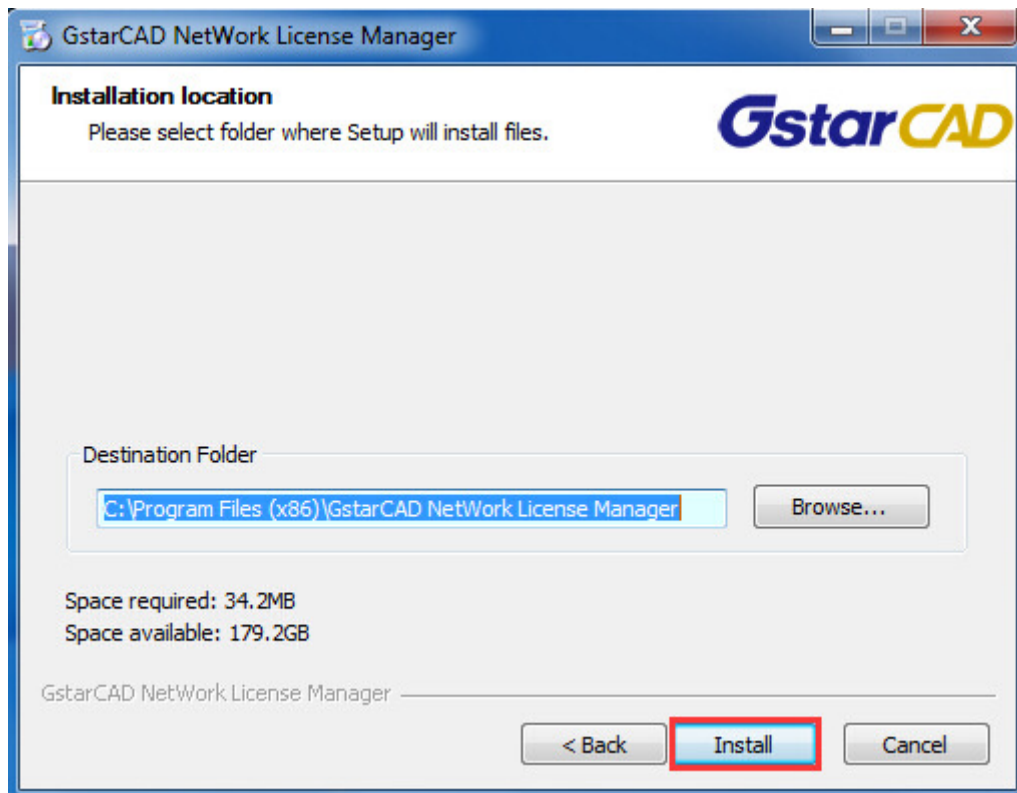 GstarCAD NetWork License Manager
Installation location
Please select folder where Setup will install files.
GstarCAD
Destination Folder
C:\Program Files (x86)\GstarCAD NetWork License Manager
Browse...
Space required: 34.2MB
Space available: 179.2GB
GstarCAD NetWork License Manager
< Back
Install
Cancel